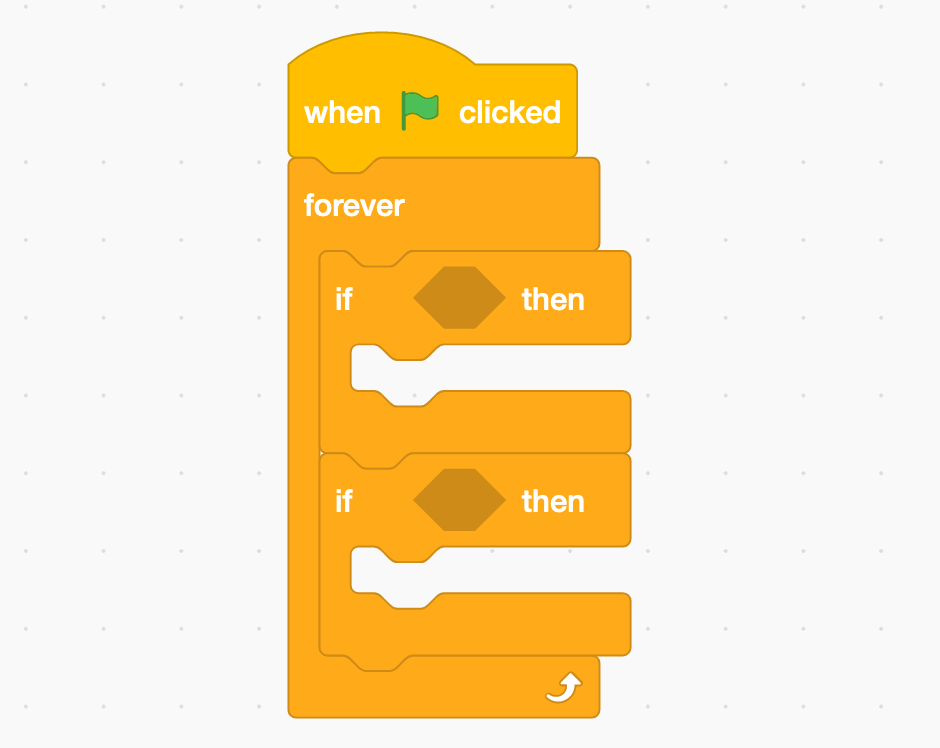 when clicked
forever
if then
if then